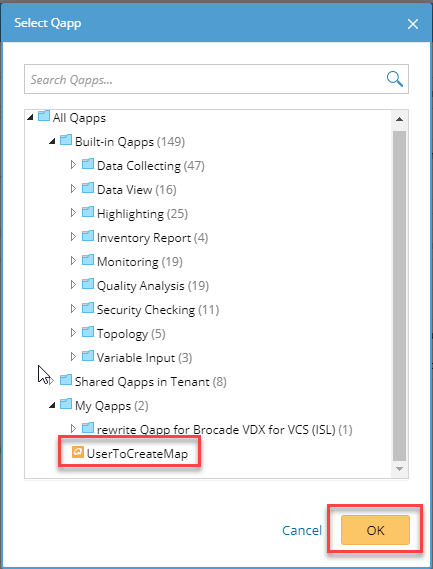 Select Qapp
Search Qapps...
All Qapps
Built-in Qapps (149)
Data Collecting (47)
Data View (16)
Highlighting (25)
Inventory Report (4)
Monitoring (19)
Quality Analysis (19)
Security Checking (11)
Topology (5)
Variable Input (3)
Shared Qapps in Tenant (8)
My Qapps (2)
rewrite Qapp for Brocade VDX for VCS (ISL) (1)
UserToCreateMap
Cancel OK